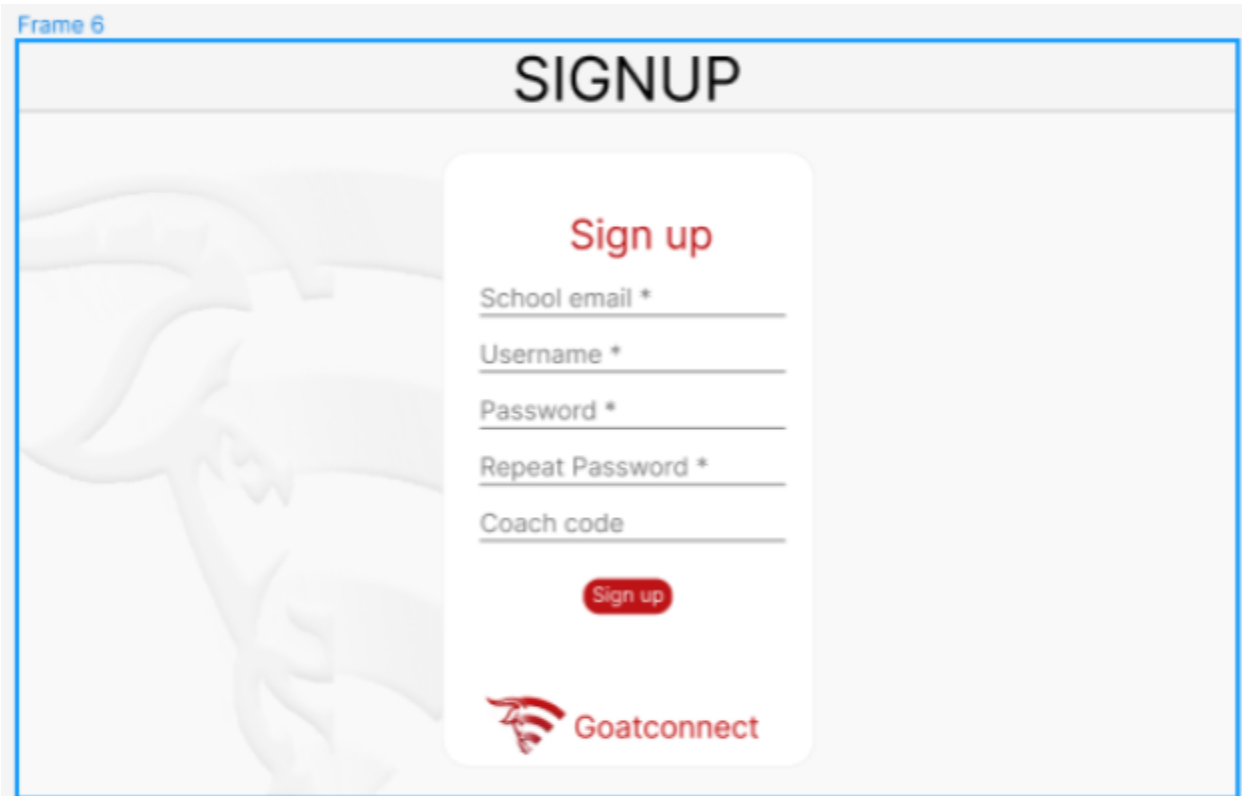 Frame 6
SIGNUP
Sign up
School email *
Username *
Password *
Repeat Password *
Coach code
Sign up
Goatconnect